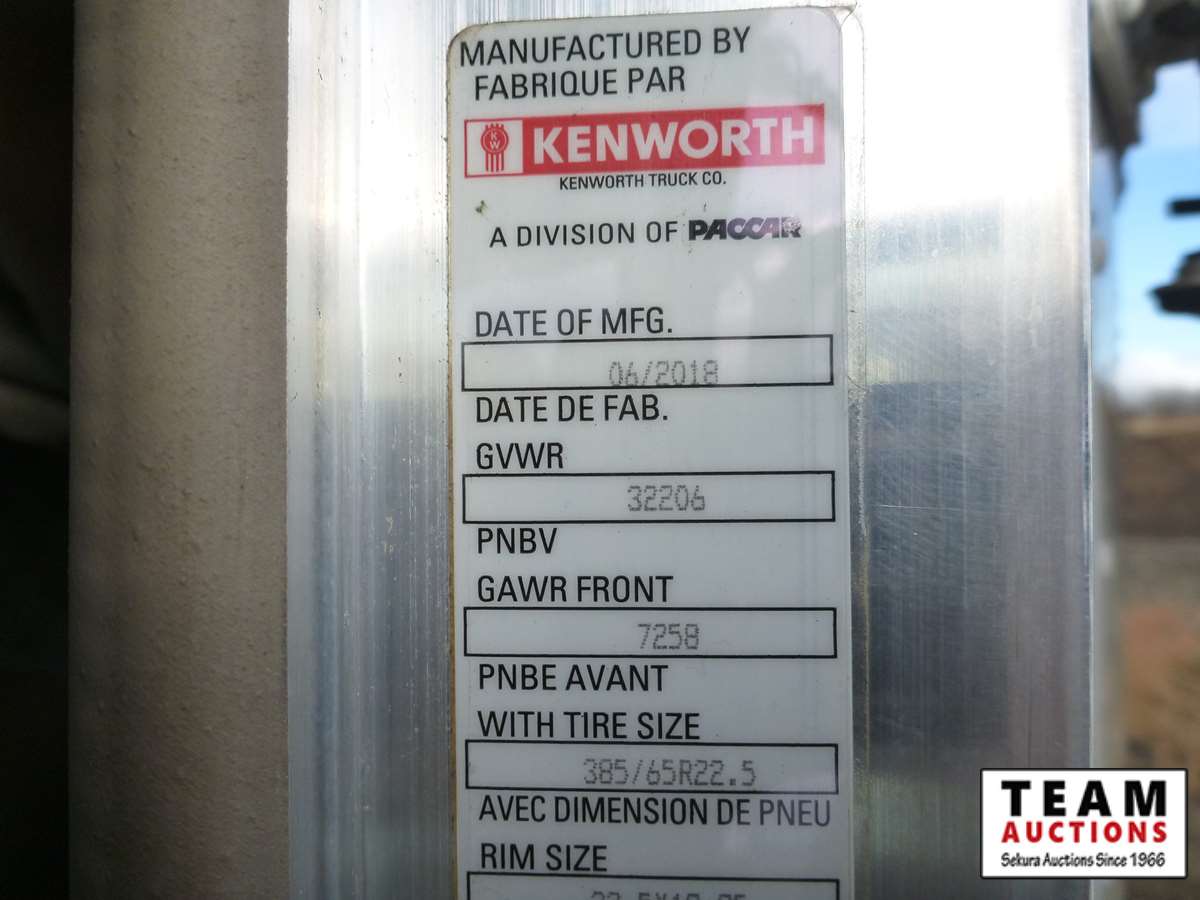 MANUFACTURED BY
FABRIQUE PAR
KW KENWORTH
KENWORTH TRUCK CO.
A DIVISION OF PACCAR
DATE OF MFG.
06/2018
DATE DE FAB.
GVWR
32206
PNBV
GAWR FRONT
7258
PNBE AVANT
WITH TIRE SIZE
385/65R22.5
AVEC DIMENSION DE PNEU
RIM SIZE
TEAM
AUCTIONS
Sekura Auctions Since 1966